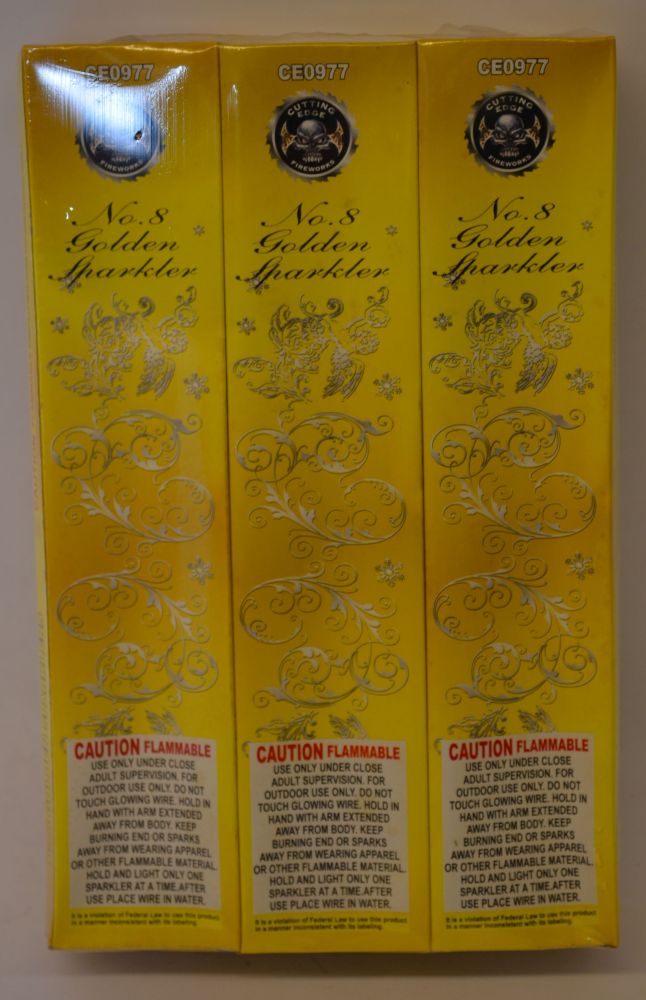 CE0977
CUTTING
EDGE
FIREWORKS
No.8
Golden
Sparkler
CAUTION FLAMMABLE
USE ONLY UNDER CLOSE
ADULT SUPERVISION. FOR
OUTDOOR USE ONLY. DO NOT
TOUCH GLOWING WIRE. HOLD IN
HAND WITH ARM EXTENDED
AWAY FROM BODY. KEEP
BURNING END OR SPARKS
AWAY FROM WEARING APPAREL
OR OTHER FLAMMABLE MATERIAL.
HOLD AND LIGHT ONLY ONE
SPARKLER AT A TIME.AFTER
USE PLACE WIRE IN WATER.
It is a violation of Federal Law to use this product
in a manner inconsistent with its labeling.
CE0977
CUTTING
EDGE
FIREWORKS
No.8
Golden
Sparkler
CAUTION FLAMMABLE
USE ONLY UNDER CLOSE
ADULT SUPERVISION. FOR
OUTDOOR USE ONLY. DO NOT
TOUCH GLOWING WIRE. HOLD IN
HAND WITH ARM EXTENDED
AWAY FROM BODY. KEEP
BURNING END OR SPARKS
AWAY FROM WEARING APPAREL
OR OTHER FLAMMABLE MATERIAL.
HOLD AND LIGHT ONLY ONE
SPARKLER AT A TIME.AFTER
USE PLACE WIRE IN WATER.
It is a violation of Federal Law to use this product
in a manner inconsistent with its labeling.
CE0977
CUTTING
EDGE
FIREWORKS
No.8
Golden
Sparkler
CAUTION FLAMMABLE
USE ONLY UNDER CLOSE
ADULT SUPERVISION. FOR
OUTDOOR USE ONLY. DO NOT
TOUCH GLOWING WIRE. HOLD IN
HAND WITH ARM EXTENDED
AWAY FROM BODY. KEEP
BURNING END OR SPARKS
AWAY FROM WEARING APPAREL
OR OTHER FLAMMABLE MATERIAL.
HOLD AND LIGHT ONLY ONE
SPARKLER AT A TIME.AFTER
USE PLACE WIRE IN WATER.
It is a violation of Federal Law to use this product
in a manner inconsistent with its labeling.